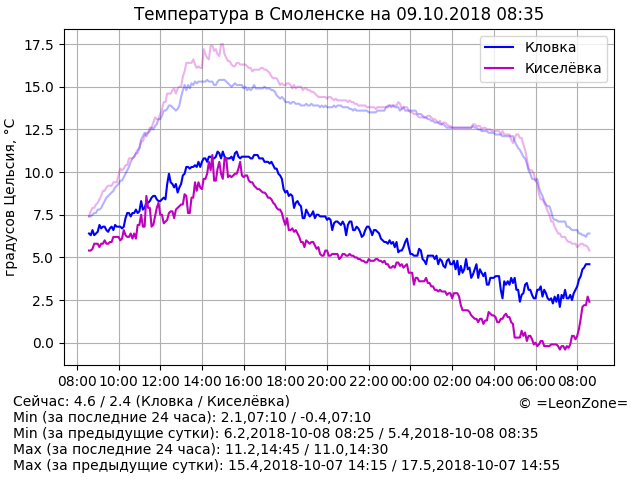 Температура в Смоленске на 09.10.2018 08:35
градусов Цельсия, °C
17.5
15.0
12.5
10.0
7.5
5.0
2.5
0.0
Кловка
Киселёвка
08:00 10:00 12:00 14:00 16:00 18:00 20:00 22:00 00:00 02:00 04:00 06:00 08:00
Сейчас: 4.6 / 2.4 (Кловка / Киселёвка)
© =LeonZone=
Min (за последние 24 часа): 2.1,07:10 / -0.4,07:10
Min (за предыдущие сутки): 6.2,2018-10-08 08:25 / 5.4,2018-10-08 08:35
Max (за последние 24 часа): 11.2,14:45 / 11.0,14:30
Max (за предыдущие сутки): 15.4,2018-10-07 14:15 / 17.5,2018-10-07 14:55